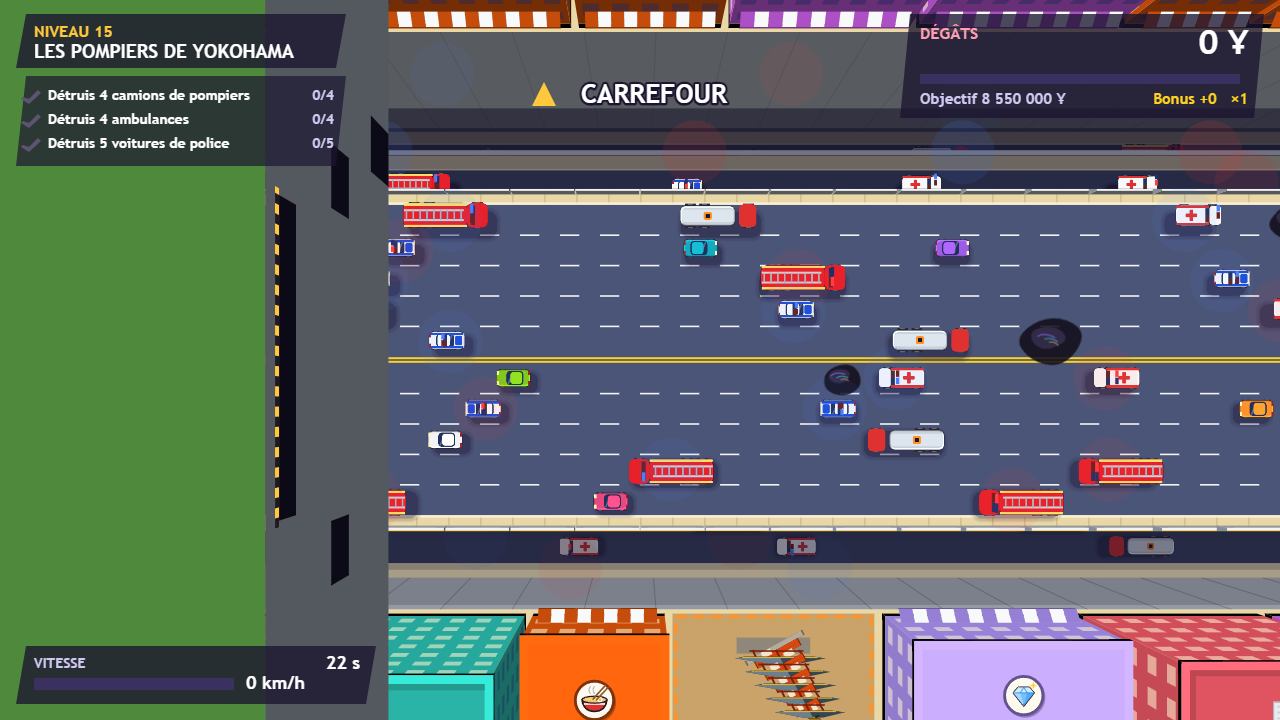 NIVEAU 15
LES POMPIERS DE YOKOHAMA
Détruis 4 camions de pompiers 0/4
Détruis 4 ambulances 0/4
Détruis 5 voitures de police 0/5
CARREFOUR
DÉGÂTS
0 ¥
Objectif 8 550 000 ¥ Bonus +0 ×1
VITESSE 22 s
0 km/h